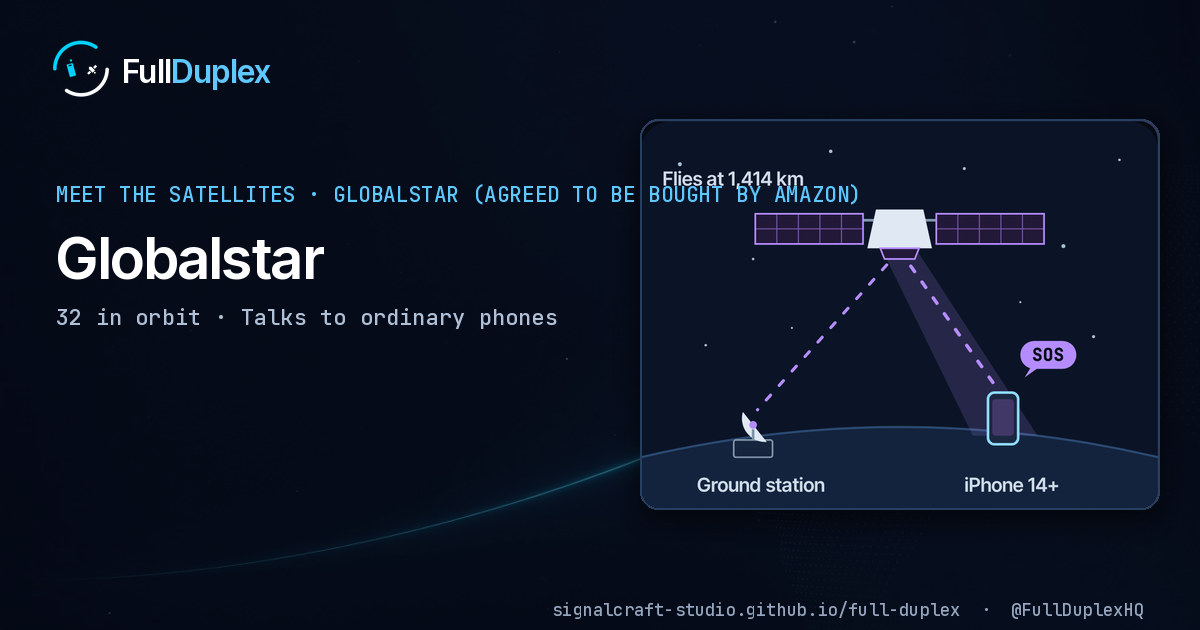 FullDuplex
MEET THE SATELLITES · GLOBALSTAR (AGREED TO BE BOUGHT BY AMAZON)
Globalstar
32 in orbit · Talks to ordinary phones
Flies at 1,414 km
SOS
Ground station
iPhone 14+
signalcraft-studio.github.io/full-duplex · @FullDuplexHQ